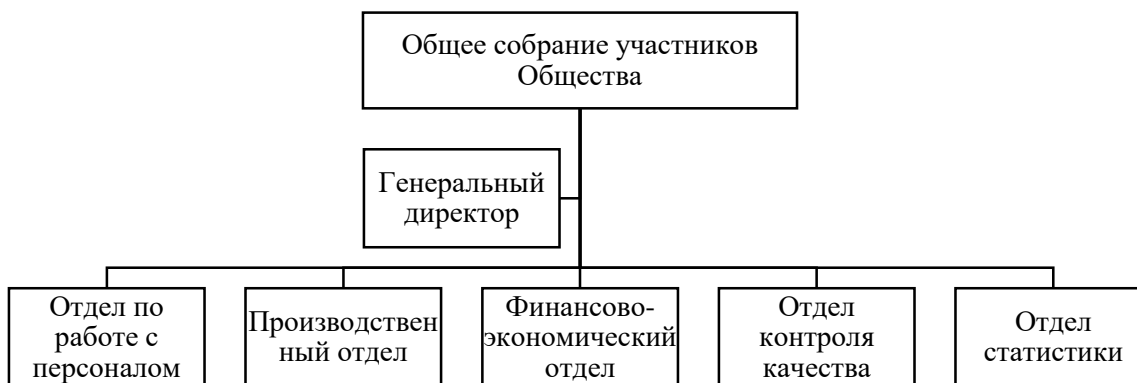 Общее собрание участников
Общества
Генеральный
директор
Отдел по
работе с
персоналом
Производствен
ный отдел
Финансово-
экономический
отдел
Отдел
контроля
качества
Отдел
статистики